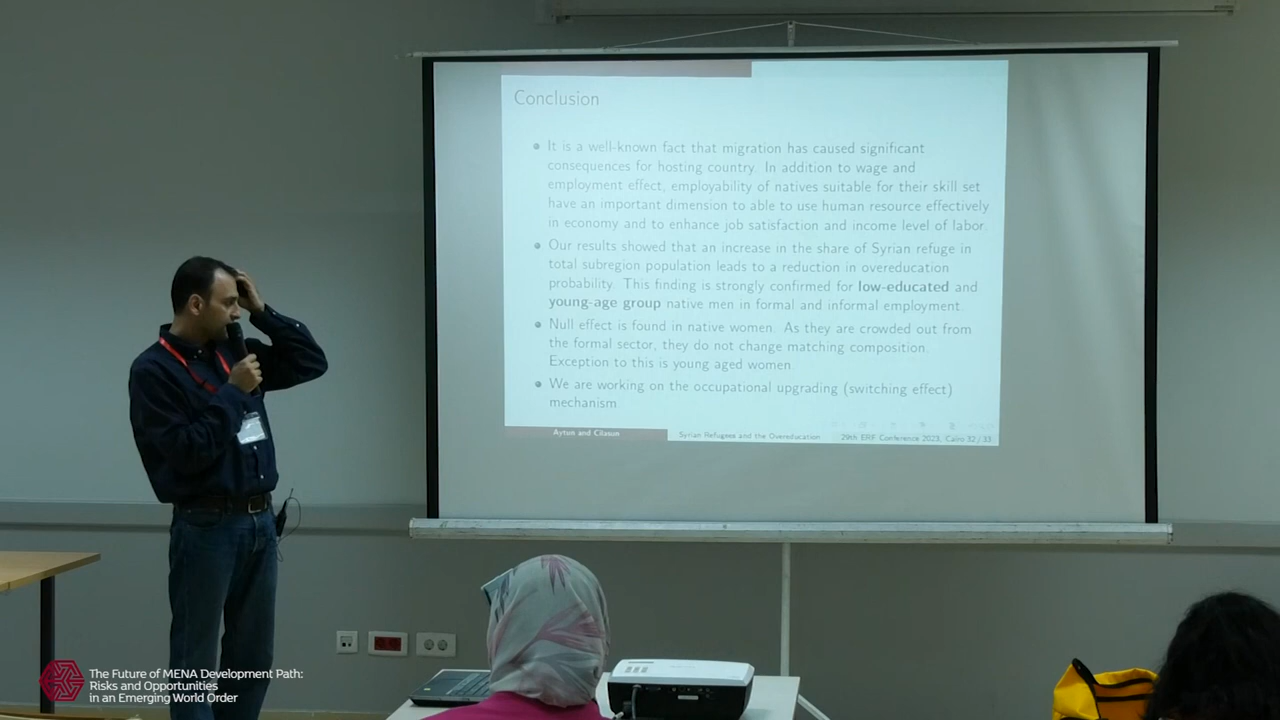 Conclusion
It is a well-known fact that migration has caused significant
consequences for hosting country. In addition to wage and
employment effect, employability of natives suitable for their skill set
have an important dimension to able to use human resource effectively
in economy and to enhance job satisfaction and income level of labor.
Our results showed that an increase in the share of Syrian refuge in
total subregion population leads to a reduction in overeducation
probability. This finding is strongly confirmed for low-educated and
young-age group native men in formal and informal employment.
Null effect is found in native women. As they are crowded out from
the formal sector, they do not change matching composition.
Exception to this is young aged women.
We are working on the occupational upgrading (switching effect)
mechanism
Aytun and Cilasun Syrian Refugees and the Overeducation 29th ERF Conference 2023, Cairo 32 / 33
The Future of MENA Development Path:
Risks and Opportunities
in an Emerging World Order